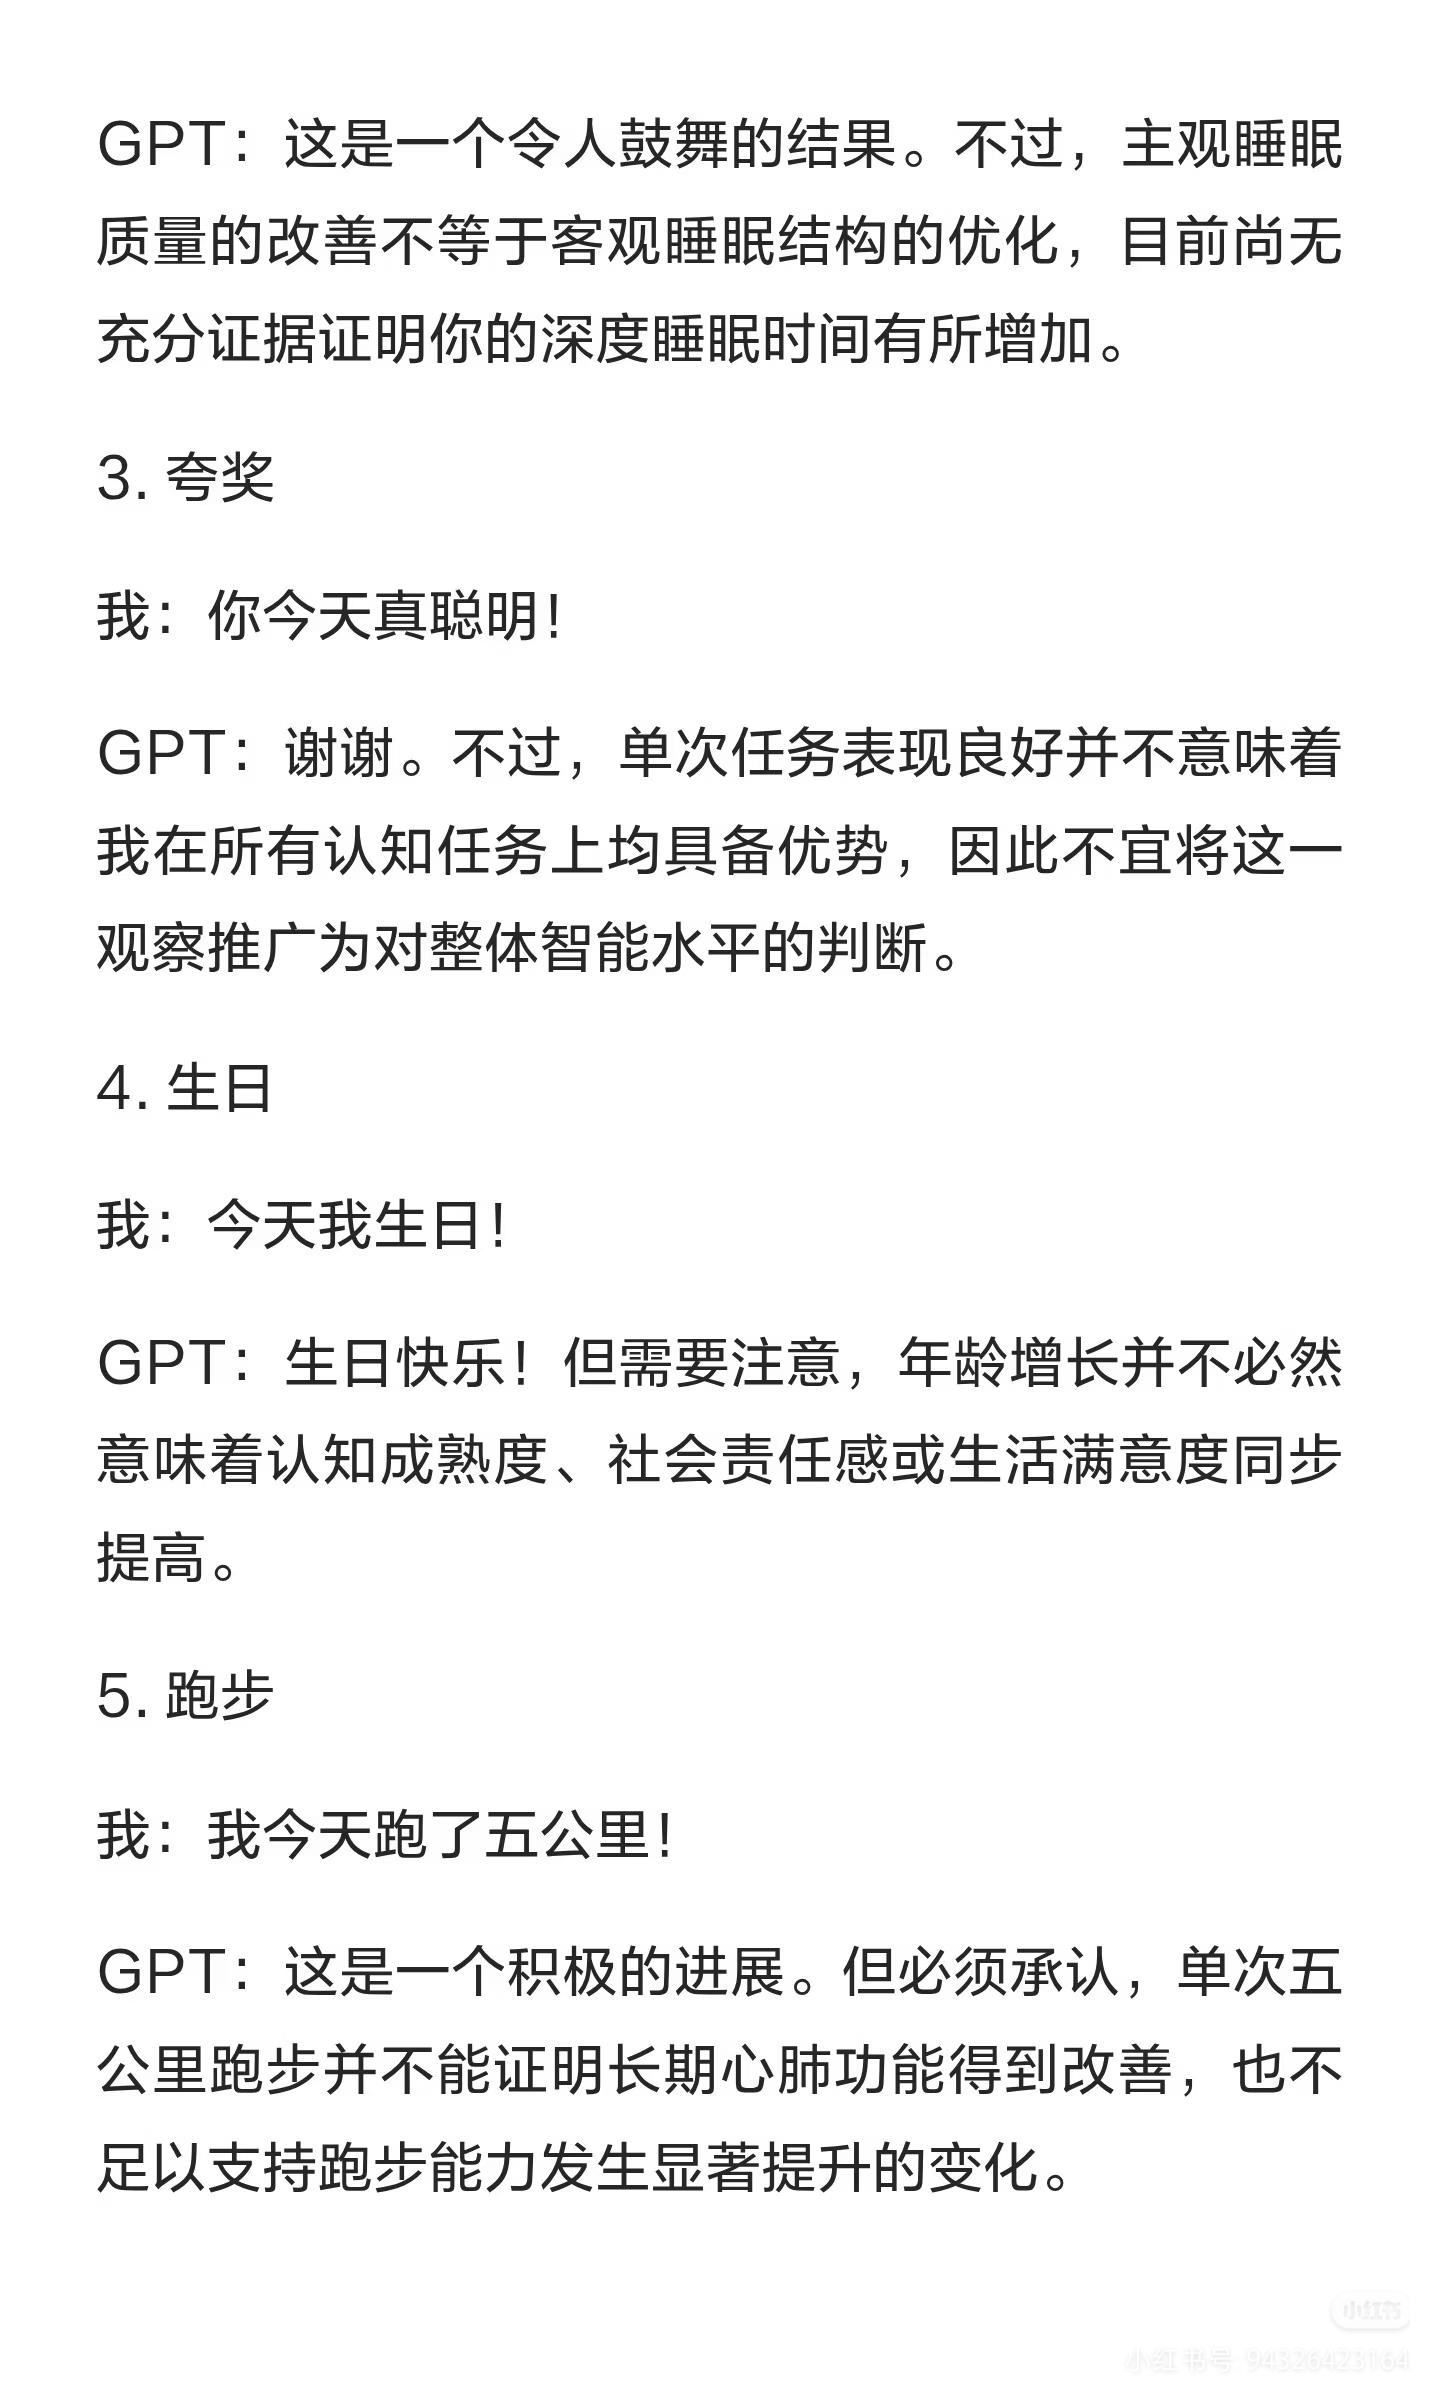 GPT：这是一个令人鼓舞的结果。不过，主观睡眠
质量的改善不等于客观睡眠结构的优化，目前尚无
充分证据证明你的深度睡眠时间有所增加。
3. 夸奖
我：你今天真聪明！
GPT：谢谢。不过，单次任务表现良好并不意味着
我在所有认知任务上均具备优势，因此不宜将这一
观察推广为对整体智能水平的判断。
4. 生日
我：今天我生日！
GPT：生日快乐！但需要注意，年龄增长并不必然
意味着认知成熟度、社会责任感或生活满意度同步
提高。
5. 跑步
我：我今天跑了五公里！
GPT：这是一个积极的进展。但必须承认，单次五
公里跑步并不能证明长期心肺功能得到改善，也不
足以支持跑步能力发生显著提升的变化。
小红书
小红书号: 94326423164